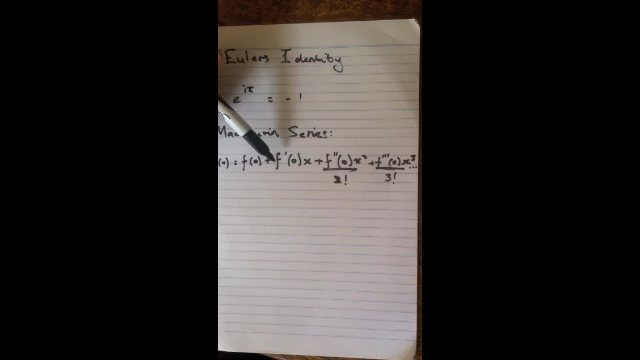 Eulers Identity
e^{iπ} = -1
Maclaurin Series:
(x) = f(0) + f'(0)x + f''(0)x²/2! + f'''(0)x³/3! ...